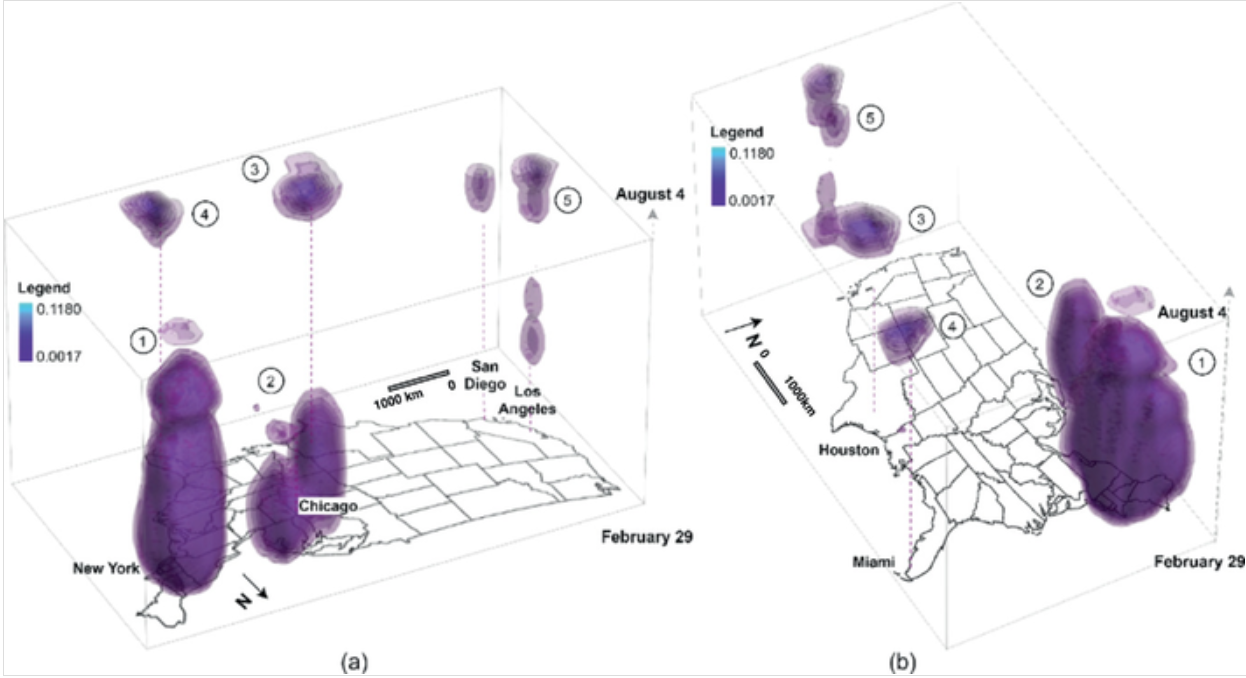 3
4
5
August 4
Legend
0.1180
0.0017
1
2
1000 km
0
San
Diego
Los
Angeles
Chicago
February 29
New York
N
(a)
5
Legend
0.1180
0.0017
3
2
August 4
4
1
N
0
1000km
Houston
Miami
February 29
(b)